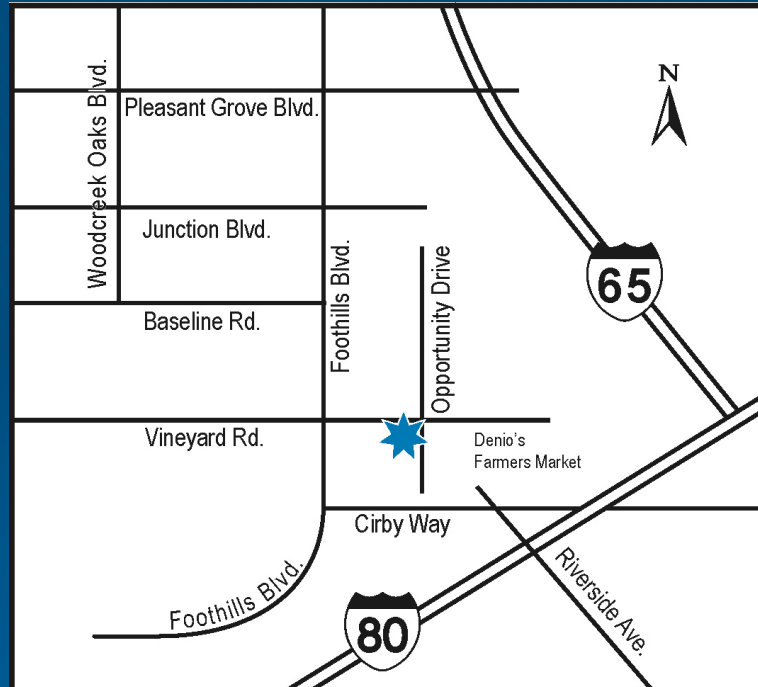 N
Woodcreek Oaks Blvd.
Pleasant Grove Blvd.
Junction Blvd.
Foothills Blvd.
Opportunity Drive
65
Baseline Rd.
Vineyard Rd.
Denio's
Farmers Market
Cirby Way
Foothills Blvd.
Riverside Ave.
80